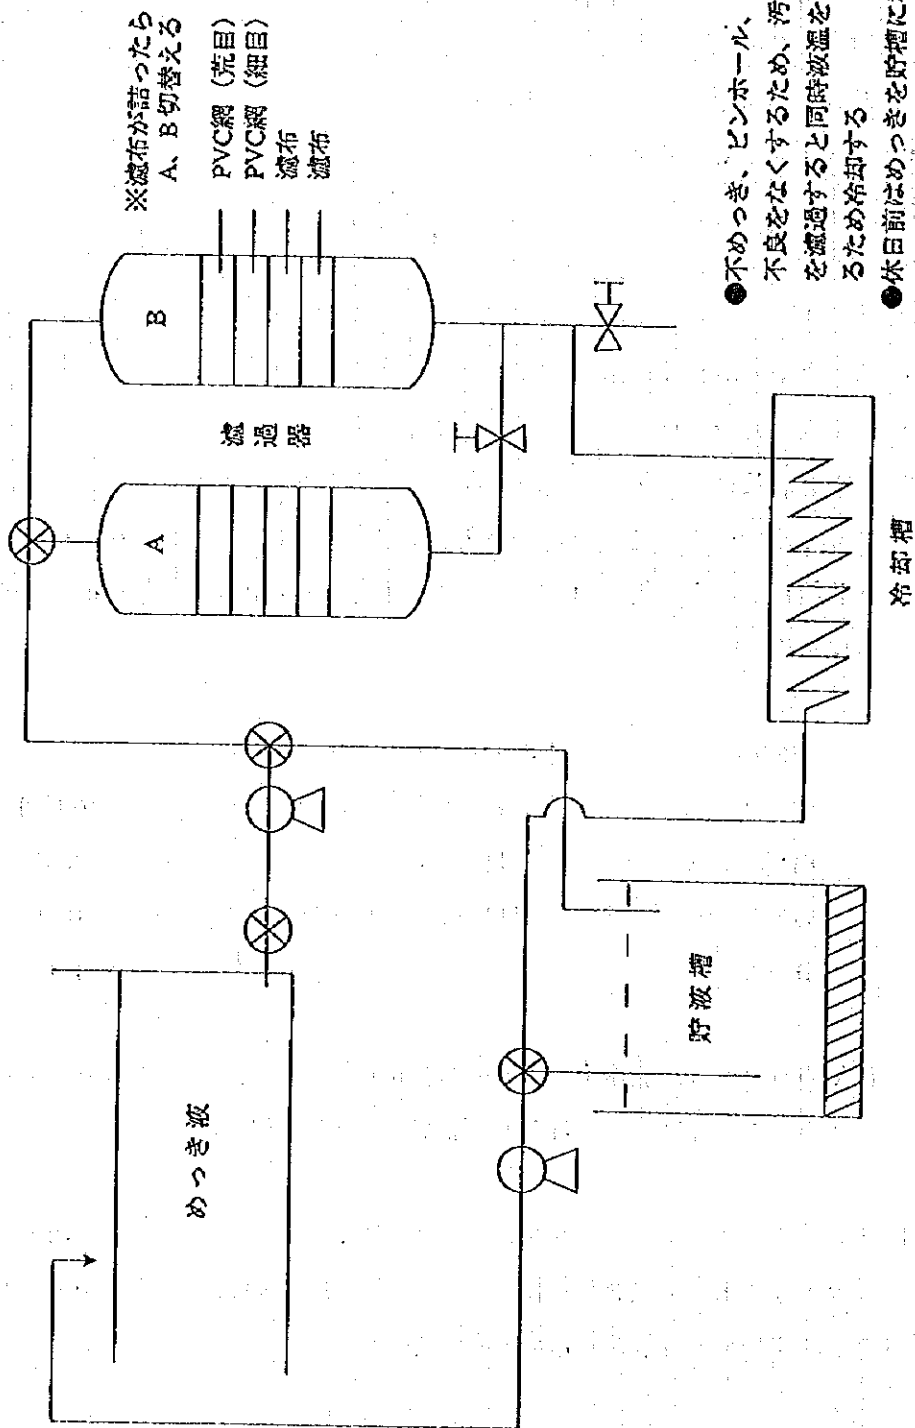 ※濾布が詰ったら
A、B切替える
PVC網（荒目）
PVC網（細目）
濾布
濾布
B
濾過器
A
めっき液
貯液槽
冷却槽
●不めっき、ピンホール、
不良をなくするため、汚
を濾過すると同時液温を
るため冷却する
●休日前はめっきを貯槽に